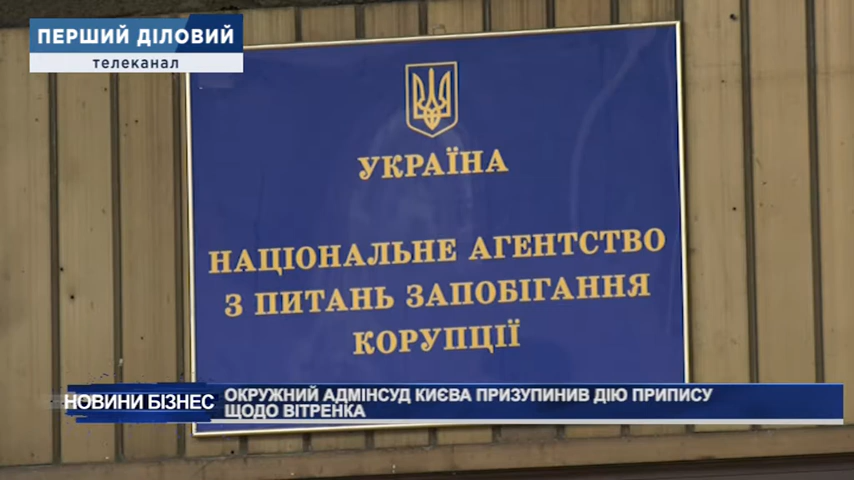 ПЕРШИЙ ДІЛОВИЙ
телеканал
УКРАЇНА
НАЦІОНАЛЬНЕ АГЕНТСТВО
З ПИТАНЬ ЗАПОБІГАННЯ
КОРУПЦІЇ
НОВИНИ БІЗНЕС
ОКРУЖНИЙ АДМІНСУД КИЄВА ПРИЗУПИНИВ ДІЮ ПРИПИСУ
ЩОДО ВІТРЕНКА